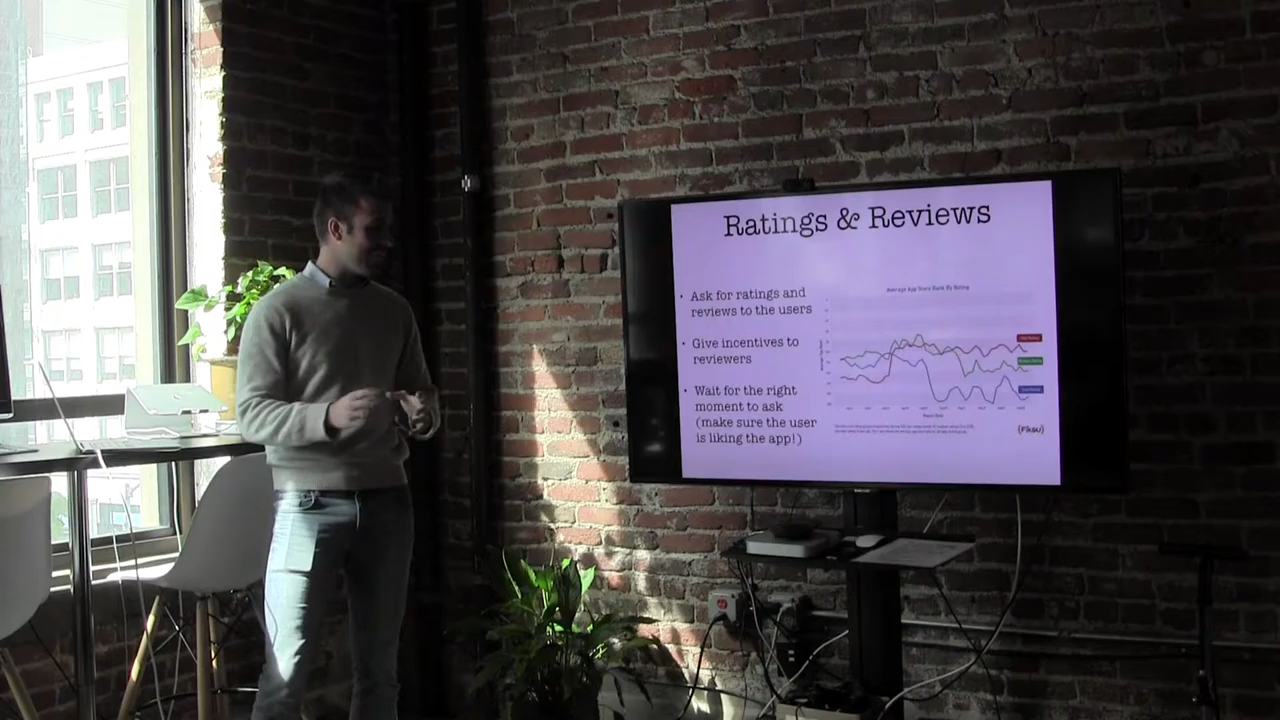 Ratings & Reviews
• Ask for ratings and
reviews to the users
• Give incentives to
reviewers
• Wait for the right
moment to ask
(make sure the user
is liking the app!)
Average App Store Rank By Rating
{Fiksu}